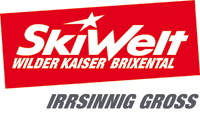 SkiWelt
WILDER KAISER BRIXENTAL
IRRSINNIG GROSS